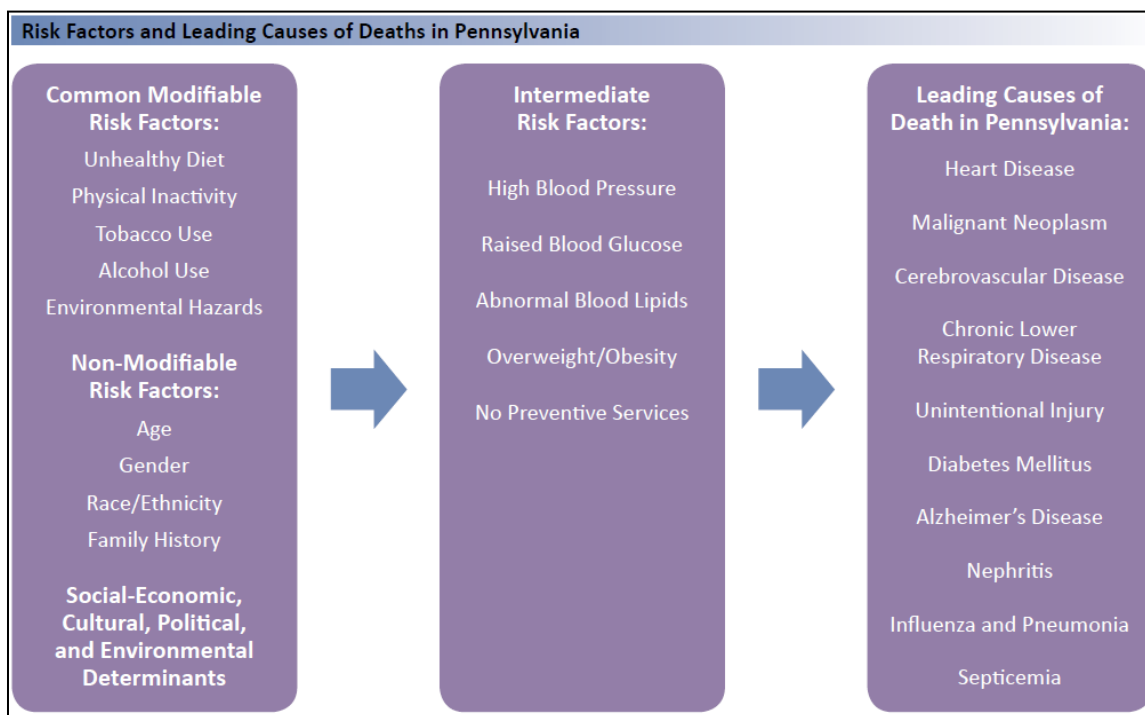 Risk Factors and Leading Causes of Deaths in Pennsylvania
Common Modifiable
Risk Factors:
Unhealthy Diet
Physical Inactivity
Tobacco Use
Alcohol Use
Environmental Hazards
Non-Modifiable
Risk Factors:
Age
Gender
Race/Ethnicity
Family History
Social-Economic,
Cultural, Political,
and Environmental
Determinants
Intermediate
Risk Factors:
High Blood Pressure
Raised Blood Glucose
Abnormal Blood Lipids
Overweight/Obesity
No Preventive Services
Leading Causes of
Death in Pennsylvania:
Heart Disease
Malignant Neoplasm
Cerebrovascular Disease
Chronic Lower
Respiratory Disease
Unintentional Injury
Diabetes Mellitus
Alzheimer’s Disease
Nephritis
Influenza and Pneumonia
Septicemia